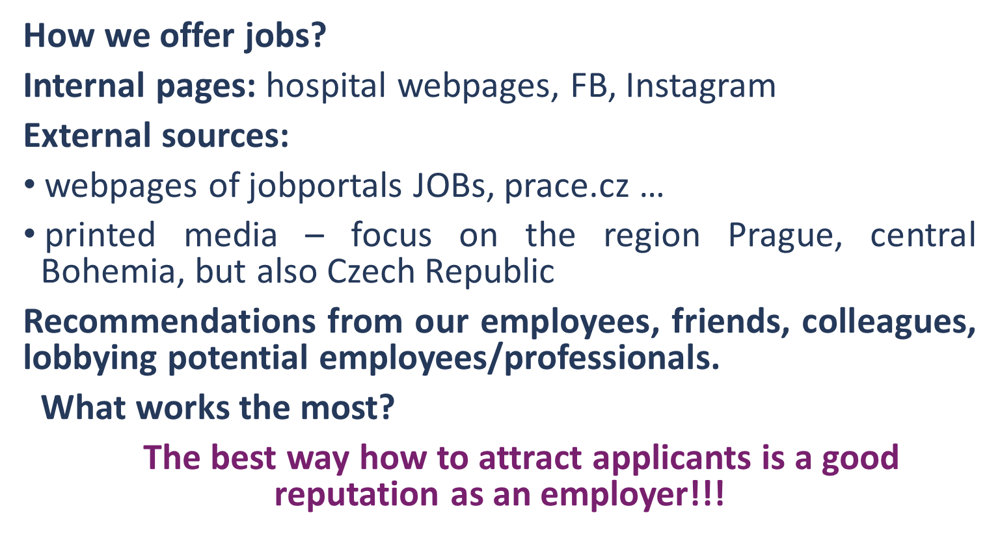 How we offer jobs?
Internal pages: hospital webpages, FB, Instagram
External sources:
• webpages of jobportals JOBs, prace.cz ...
• printed media – focus on the region Prague, central
Bohemia, but also Czech Republic
Recommendations from our employees, friends, colleagues,
lobbying potential employees/professionals.
What works the most?
The best way how to attract applicants is a good
reputation as an employer!!!